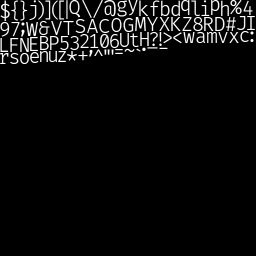 ${}j)]([|Q\/@gykfbdqliph%4
97;W&VTSACOGMYXKZ8RD#JI
LFNEBP532106UtH?!><wamvxc:
rsoenuz*+,^"'=~`.-_